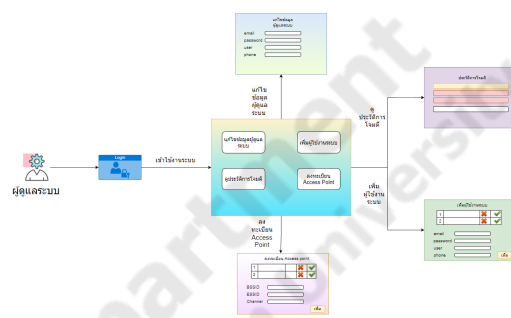 แก้ไขข้อมูล
ผู้ดูแลระบบ
email
password
user
phone
แก้ไข
ข้อมูล
ผู้ดูแล
ระบบ
ดู
ประวัติการ
โจมตี
ประวัติการโจมตี
แก้ไขข้อมูลผู้ดูแล
ระบบ
เพิ่มผู้ใช้งานระบบ
ดูประวัติการโจมตี
ลงทะเบียน
Access Point
Login
เข้าใช้งานระบบ
ผู้ดูแลระบบ
เพิ่ม
ผู้ใช้งาน
ระบบ
เพิ่มผู้ใช้งานระบบ
1
2
email
password
user
phone
เพิ่ม
ลง
ทะเบียน
Access
Point
ลงทะเบียน Access point
1
2
BSSID
ESSID
Channel
เพิ่ม
partment
University